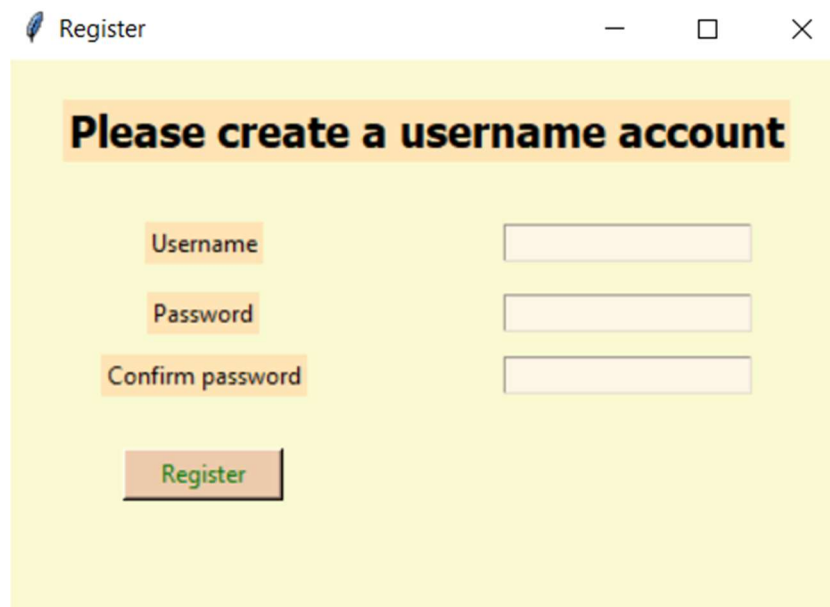 Register
Please create a username account
Username
Password
Confirm password
Register